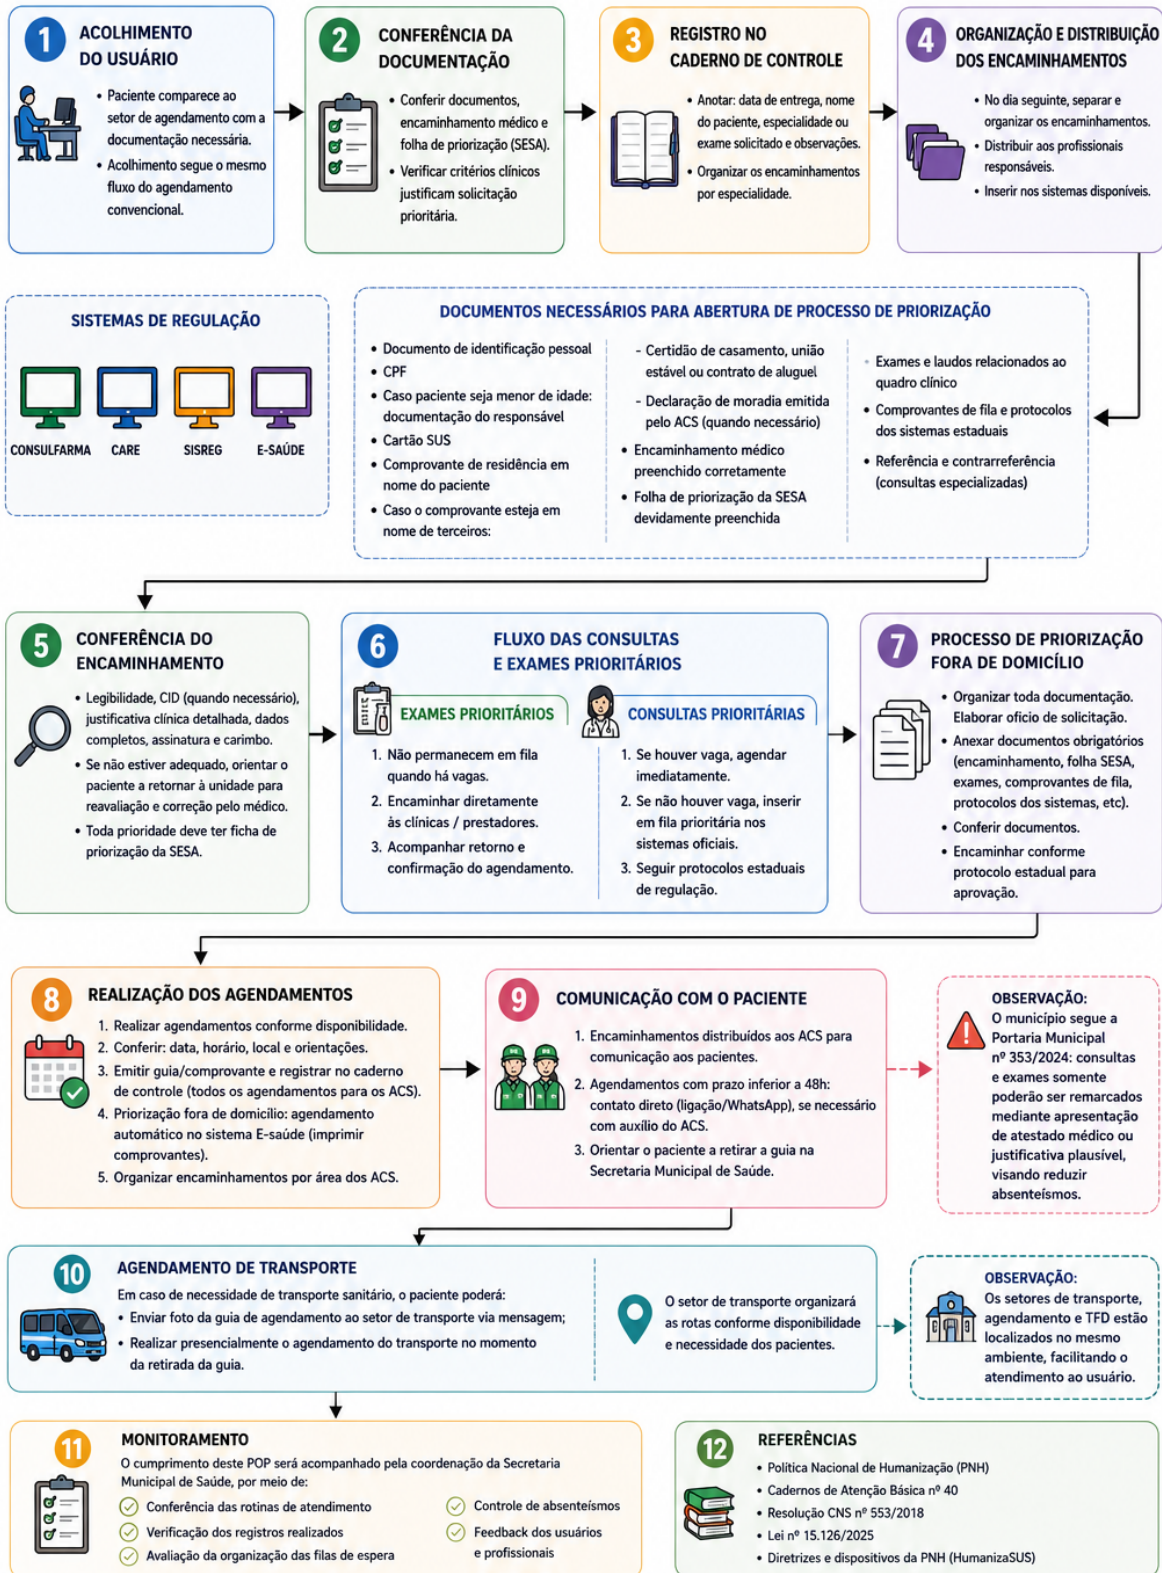 1
ACOLHIMENTO
DO USUÁRIO
• Paciente comparece ao
setor de agendamento com a
documentação necessária.
• Acolhimento segue o mesmo
fluxo do agendamento
convencional.
2
CONFERÊNCIA DA
DOCUMENTAÇÃO
• Conferir documentos,
encaminhamento médico e
folha de priorização (SESA).
• Verificar critérios clínicos
justificam solicitação
prioritária.
3
REGISTRO NO
CADERNO DE CONTROLE
• Anotar: data de entrega, nome
do paciente, especialidade ou
exame solicitado e observações.
• Organizar os encaminhamentos
por especialidade.
4
ORGANIZAÇÃO E DISTRIBUIÇÃO
DOS ENCAMINHAMENTOS
• No dia seguinte, separar e
organizar os encaminhamentos.
• Distribuir aos profissionais
responsáveis.
• Inserir nos sistemas disponíveis.
SISTEMAS DE REGULAÇÃO
CONSULFARMA
CARE
SISREG
E-SAÚDE
DOCUMENTOS NECESSÁRIOS PARA ABERTURA DE PROCESSO DE PRIORIZAÇÃO
• Documento de identificação pessoal
• CPF
• Caso paciente seja menor de idade:
documentação do responsável
• Cartão SUS
• Comprovante de residência em
nome do paciente
• Caso o comprovante esteja em
nome de terceiros:
- Certidão de casamento, união
estável ou contrato de aluguel
- Declaração de moradia emitida
pelo ACS (quando necessário)
• Encaminhamento médico
preenchido corretamente
• Folha de priorização da SESA
devidamente preenchida
• Exames e laudos relacionados ao
quadro clínico
• Comprovantes de fila e protocolos
dos sistemas estaduais
• Referência e contrarreferência
(consultas especializadas)
5
CONFERÊNCIA DO
ENCAMINHAMENTO
• Legibilidade, CID (quando necessário),
justificativa clínica detalhada, dados
completos, assinatura e carimbo.
• Se não estiver adequado, orientar o
paciente a retornar à unidade para
reavaliação e correção pelo médico.
• Toda prioridade deve ter ficha de
priorização da SESA.
6
FLUXO DAS CONSULTAS
E EXAMES PRIORITÁRIOS
EXAMES PRIORITÁRIOS
1. Não permanecem em fila
quando há vagas.
2. Encaminhar diretamente
às clínicas / prestadores.
3. Acompanhar retorno e
confirmação do agendamento.
CONSULTAS PRIORITÁRIAS
1. Se houver vaga, agendar
imediatamente.
2. Se não houver vaga, inserir
em fila prioritária nos
sistemas oficiais.
3. Seguir protocolos estaduais
de regulação.
7
PROCESSO DE PRIORIZAÇÃO
FORA DE DOMICÍLIO
• Organizar toda documentação.
Elaborar ofício de solicitação.
• Anexar documentos obrigatórios
(encaminhamento, folha SESA,
exames, comprovantes de fila,
protocolos dos sistemas, etc).
• Conferir documentos.
• Encaminhar conforme
protocolo estadual para
aprovação.
8
REALIZAÇÃO DOS AGENDAMENTOS
1. Realizar agendamentos conforme disponibilidade.
2. Conferir: data, horário, local e orientações.
3. Emitir guia/comprovante e registrar no caderno
de controle (todos os agendamentos para os ACS).
4. Priorização fora de domicílio: agendamento
automático no sistema E-saúde (imprimir
comprovantes).
5. Organizar encaminhamentos por área dos ACS.
9
COMUNICAÇÃO COM O PACIENTE
1. Encaminhamentos distribuídos aos ACS para
comunicação aos pacientes.
2. Agendamentos com prazo inferior a 48h:
contato direto (ligação/WhatsApp), se necessário
com auxílio do ACS.
3. Orientar o paciente a retirar a guia na
Secretaria Municipal de Saúde.
OBSERVAÇÃO:
O município segue a
Portaria Municipal
nº 353/2024: consultas
e exames somente
poderão ser remarcados
mediante apresentação
de atestado médico ou
justificativa plausível,
visando reduzir
absenteísmos.
10
AGENDAMENTO DE TRANSPORTE
Em caso de necessidade de transporte sanitário, o paciente poderá:
• Enviar foto da guia de agendamento ao setor de transporte via mensagem;
• Realizar presencialmente o agendamento do transporte no momento
da retirada da guia.
O setor de transporte organizará
as rotas conforme disponibilidade
e necessidade dos pacientes.
OBSERVAÇÃO:
Os setores de transporte,
agendamento e TFD estão
localizados no mesmo
ambiente, facilitando o
atendimento ao usuário.
11
MONITORAMENTO
O cumprimento deste POP será acompanhado pela coordenação da Secretaria
Municipal de Saúde, por meio de:
Conferência das rotinas de atendimento
Verificação dos registros realizados
Avaliação da organização das filas de espera
Controle de absenteísmos
Feedback dos usuários
e profissionais
12
REFERÊNCIAS
• Política Nacional de Humanização (PNH)
• Cadernos de Atenção Básica nº 40
• Resolução CNS nº 553/2018
• Lei nº 15.126/2025
• Diretrizes e dispositivos da PNH (HumanizaSUS)